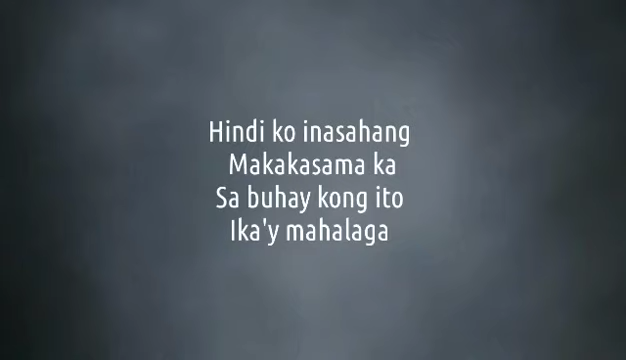 Hindi ko inasahang
Makakasama ka
Sa buhay kong ito
Ika'y mahalaga